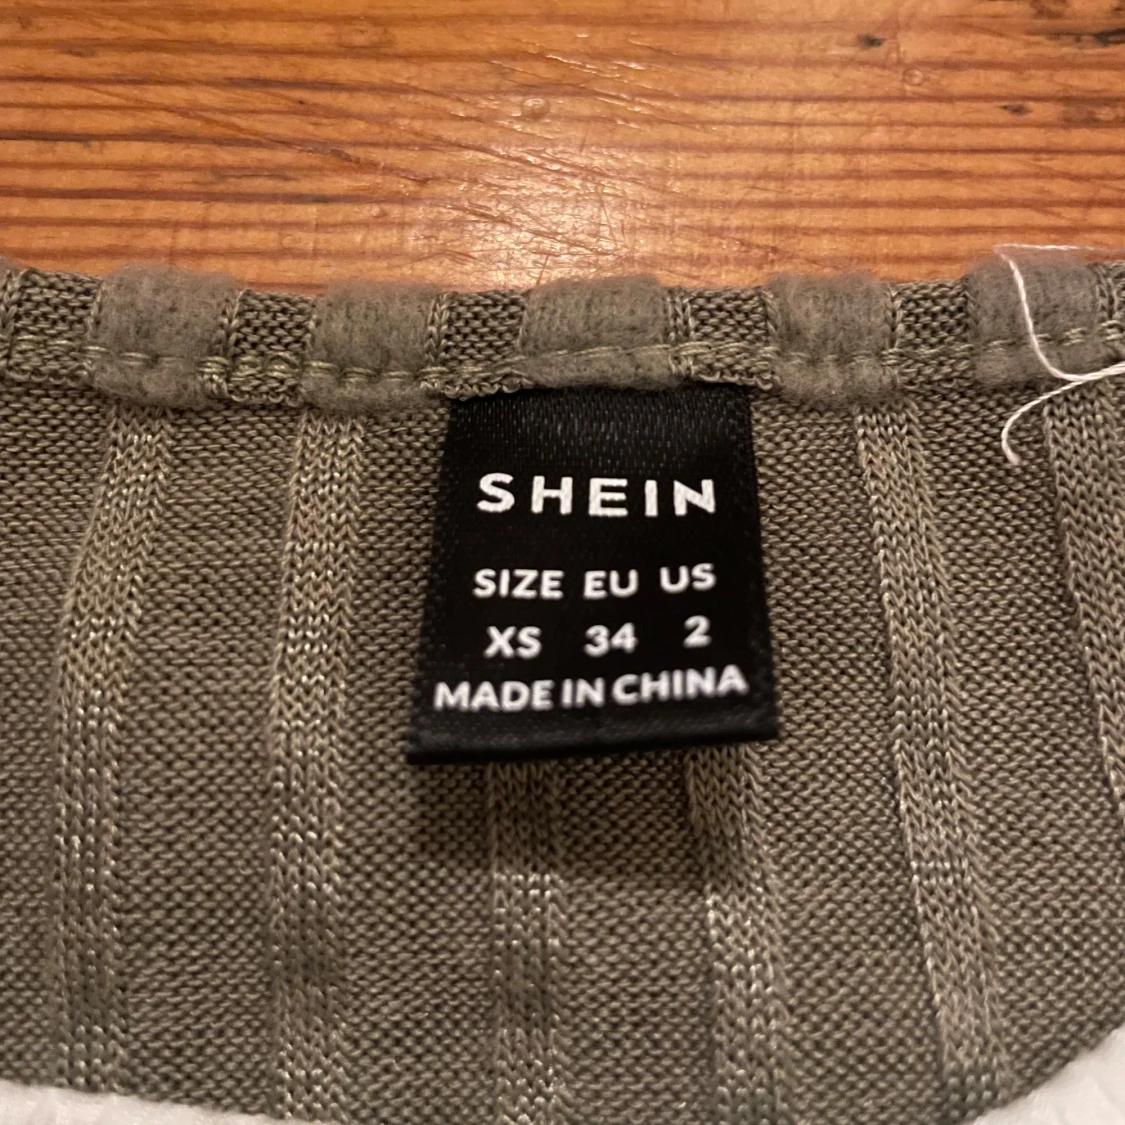 SHEIN
SIZE EU US
XS 34 2
MADE IN CHINA